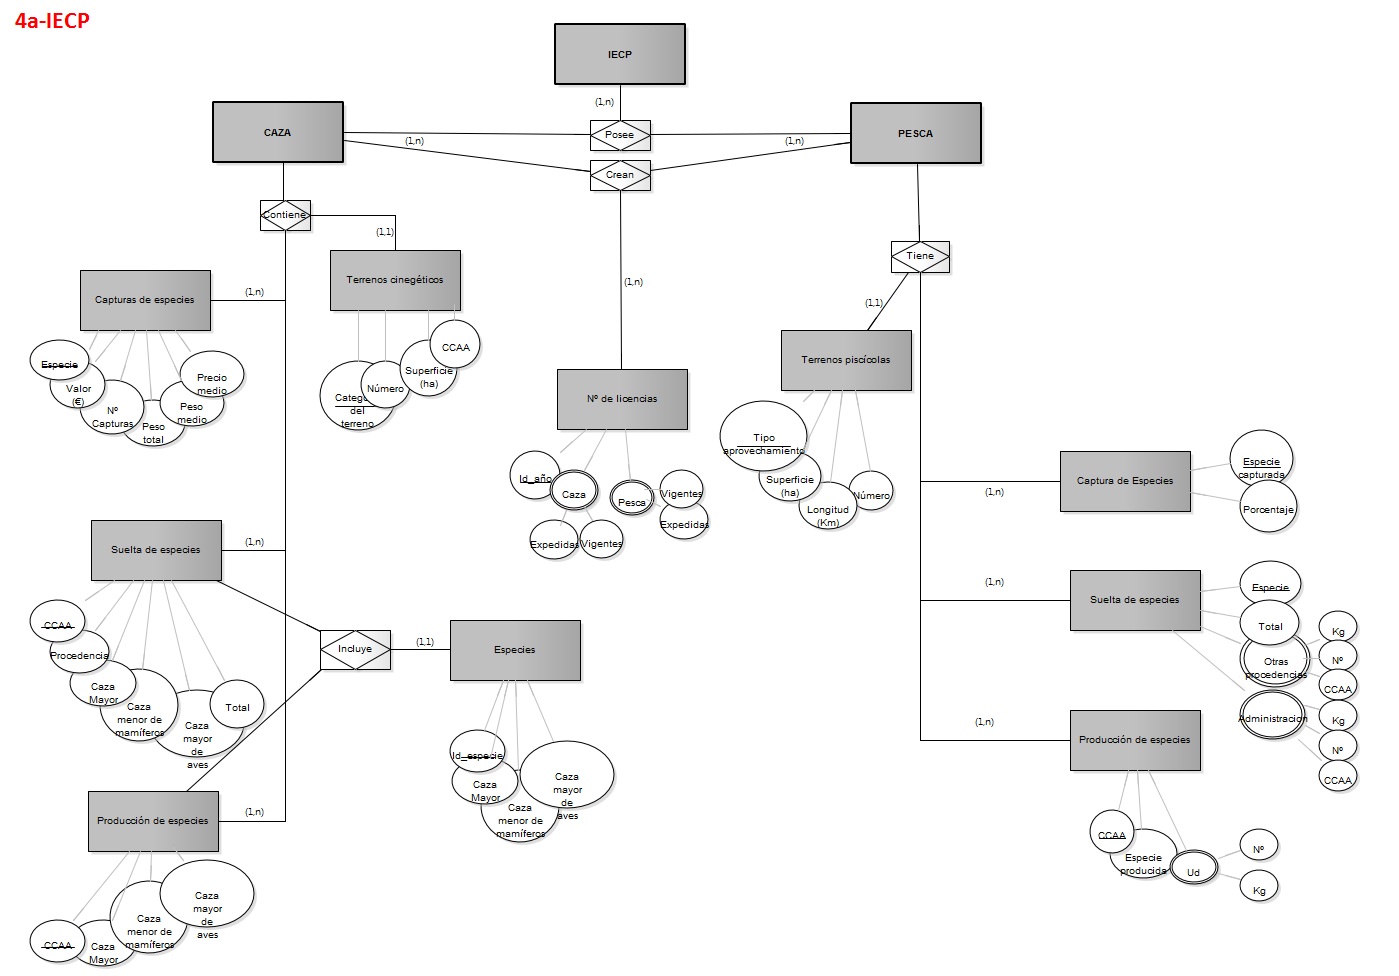 4a-IECP
IECP
(1,n)
CAZA
Posee
PESCA
(1,n)
(1,n)
Crean
Contiene
(1,1)
Tiene
Terrenos cinegéticos
Capturas de especies
(1,n)
(1,n)
(1,1)
Especie
Valor
(€)
Nº
Capturas
Peso
total
Peso
medio
Precio
medio
CCAA
Superficie
(ha)
Número
del
terreno
Terrenos piscícolas
Nº de licencias
Tipo
aprovechamiento
Superficie
(ha)
Longitud
(Km)
Número
Id_año
Caza
Pesca
Vigentes
Expedidas
Expedidas
Vigentes
Captura de Especies
(1,n)
Especie
capturada
Porcentaje
Suelta de especies
(1,n)
CCAA
Procedencia
Caza
Mayor
Caza
menor de
mamíferos
Caza
mayor
de
aves
Total
Incluye
(1,1)
Especies
Id_especie
Caza
Mayor
Caza
menor de
mamíferos
Caza
mayor
de
aves
Suelta de especies
(1,n)
Especie
Total
Otras
procedencias
Kg
Nº
CCAA
Administracion
Kg
Nº
CCAA
Producción de especies
(1,n)
CCAA
Especie
producida
Ud
Nº
Kg
Producción de especies
(1,n)
CCAA
Caza
Mayor
Caza
menor de
mamíferos
Caza
mayor
de
aves